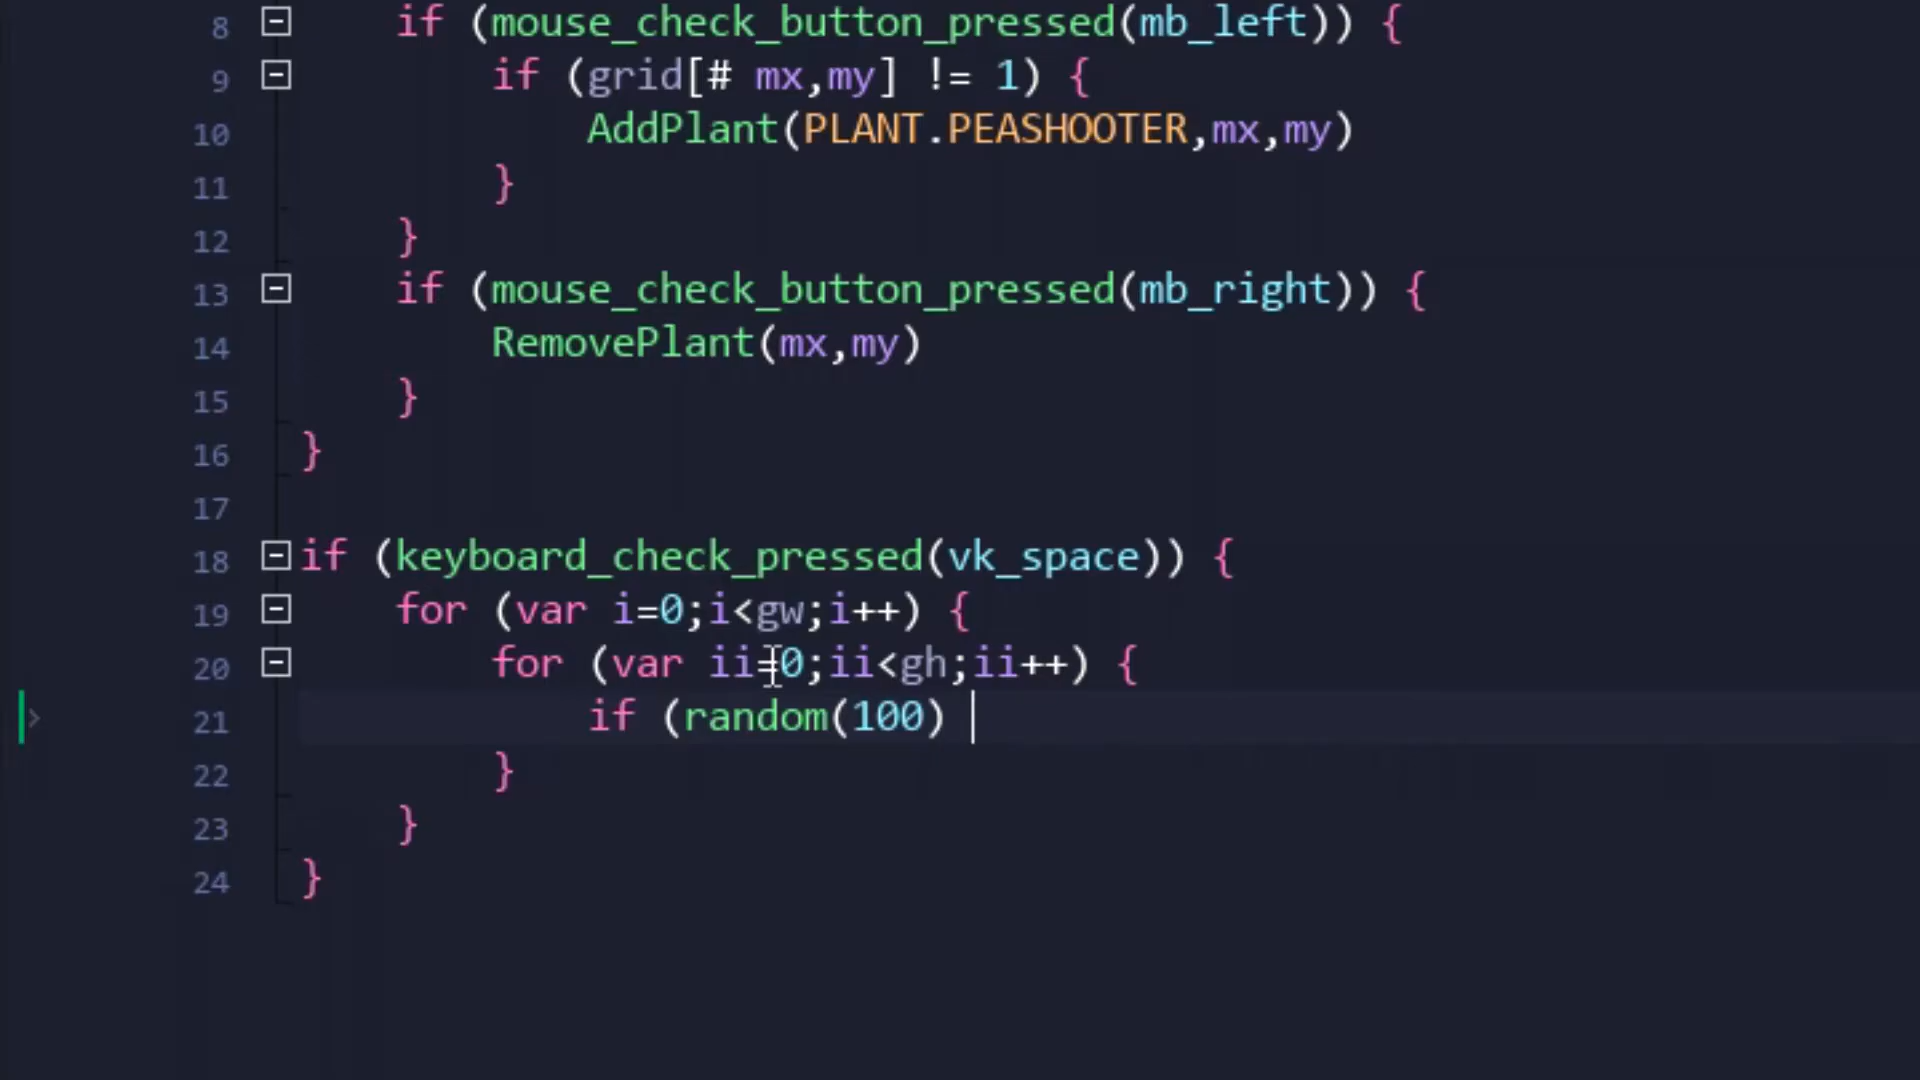 8 if (mouse_check_button_pressed(mb_left)) {
9 if (grid[# mx,my] != 1) {
10 AddPlant(PLANT.PEASHOOTER,mx,my)
11 }
12 }
13 if (mouse_check_button_pressed(mb_right)) {
14 RemovePlant(mx,my)
15 }
16 }
17
18 if (keyboard_check_pressed(vk_space)) {
19 for (var i=0;i<gw;i++) {
20 for (var ii=0;ii<gh;ii++) {
21 if (random(100)
22 }
23 }
24 }